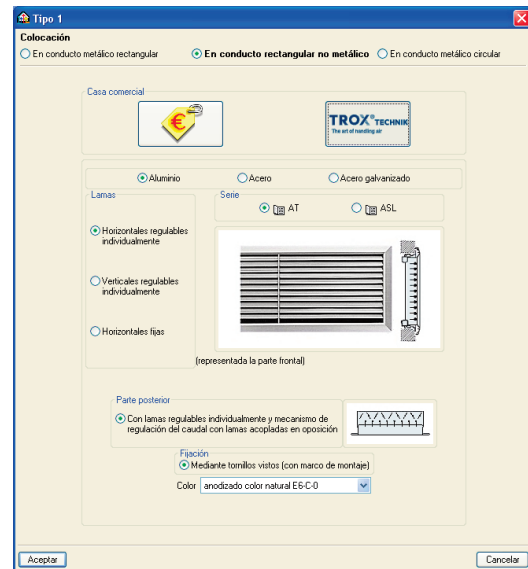 Tipo 1
Colocación
En conducto metálico rectangular
En conducto rectangular no metálico
En conducto metálico circular
Casa comercial
€
TROX® TECHNIK
The art of handling air
Aluminio
Acero
Acero galvanizado
Lamas
Serie
AT
ASL
Horizontales regulables
individualmente
Verticales regulables
individualmente
Horizontales fijas
(representada la parte frontal)
Parte posterior
Con lamas regulables individualmente y mecanismo de
regulación del caudal con lamas acopladas en oposición
Fijación
Mediante tornillos vistos (con marco de montaje)
Color
anodizado color natural E6-C-0
Aceptar
Cancelar